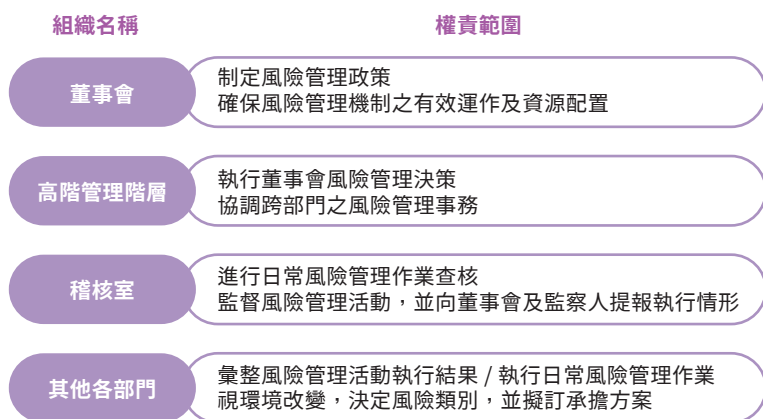 組織名稱 權責範圍
董事會
制定風險管理政策
確保風險管理機制之有效運作及資源配置
高階管理階層
執行董事會風險管理決策
協調跨部門之風險管理事務
稽核室
進行日常風險管理作業查核
監督風險管理活動，並向董事會及監察人提報執行情形
其他各部門
彙整風險管理活動執行結果 / 執行日常風險管理作業
視環境改變，決定風險類別，並擬訂承擔方案